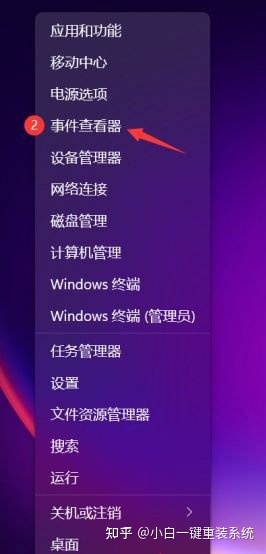 应用和功能
移动中心
电源选项
2 事件查看器
设备管理器
网络连接
磁盘管理
计算机管理
Windows 终端
Windows 终端 (管理员)
任务管理器
设置
文件资源管理器
搜索
运行
关机或注销
桌面
知乎 @小白一键重装系统